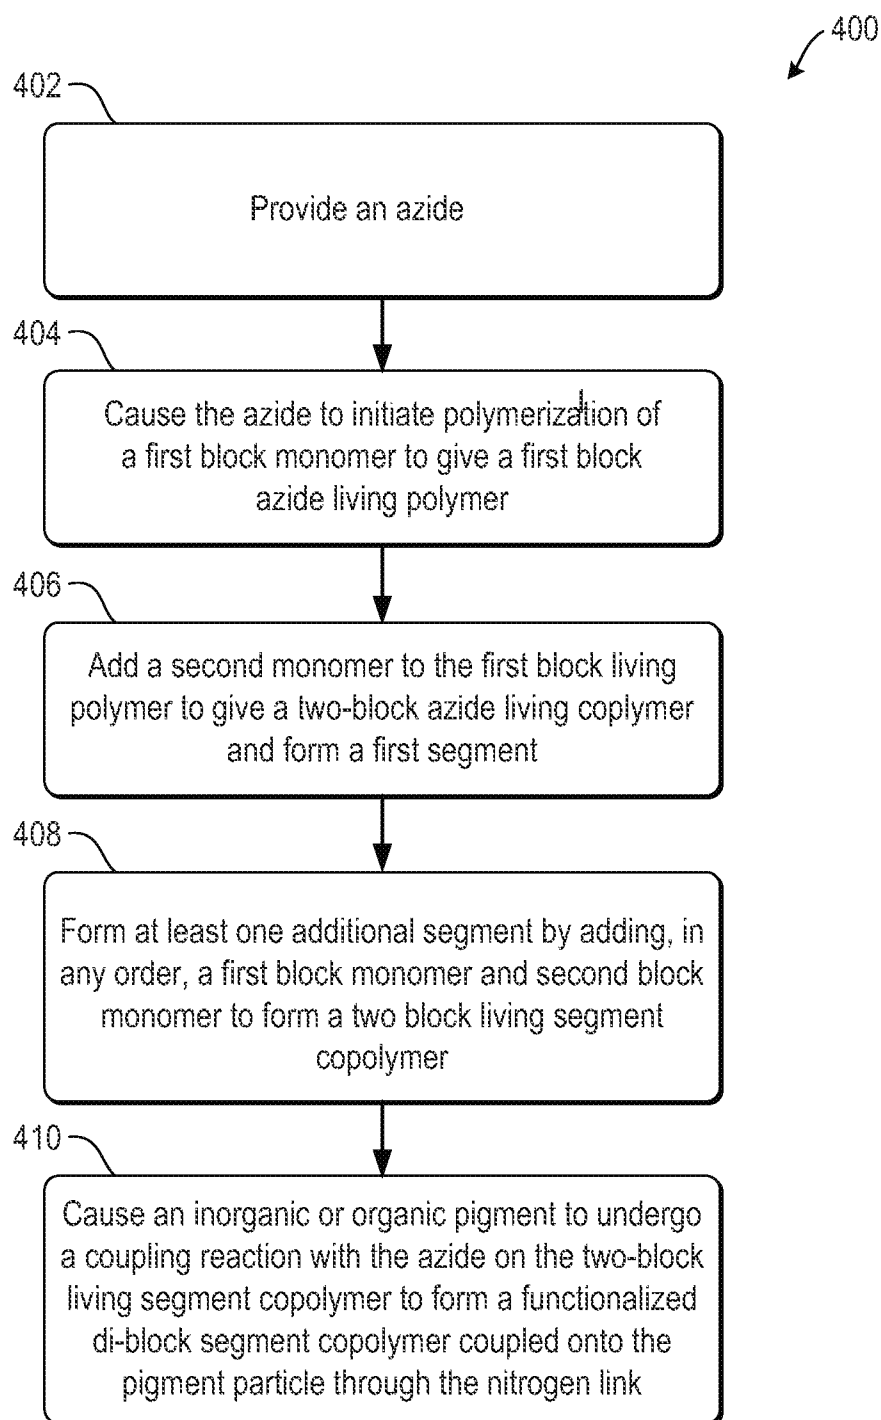 400
402
Provide an azide
404
Cause the azide to initiate polymerization of
a first block monomer to give a first block
azide living polymer
406
Add a second monomer to the first block living
polymer to give a two-block azide living coplymer
and form a first segment
408
Form at least one additional segment by adding, in
any order, a first block monomer and second block
monomer to form a two block living segment
copolymer
410
Cause an inorganic or organic pigment to undergo
a coupling reaction with the azide on the two-block
living segment copolymer to form a functionalized
di-block segment copolymer coupled onto the
pigment particle through the nitrogen link